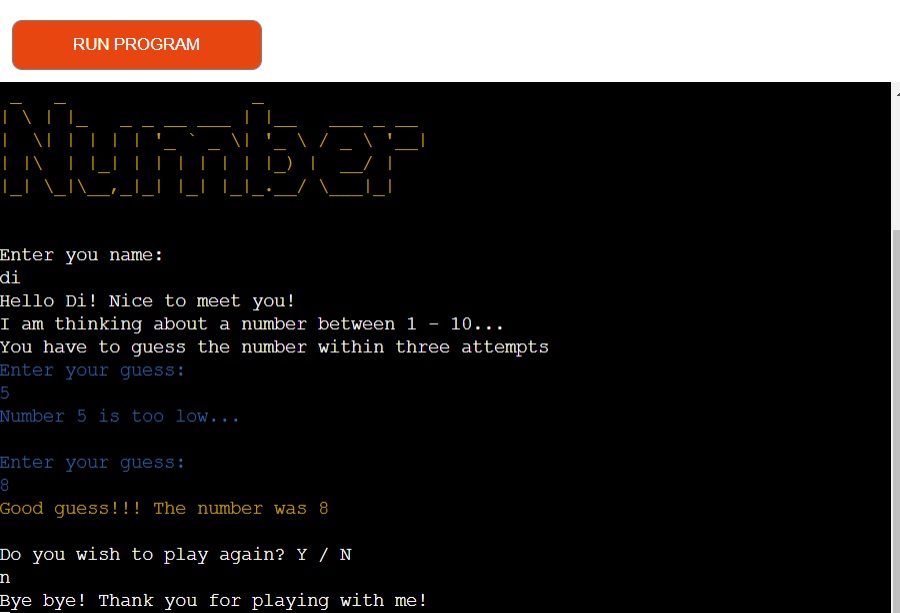 RUN PROGRAM
Number
Enter you name:
di
Hello Di! Nice to meet you!
I am thinking about a number between 1 - 10...
You have to guess the number within three attempts
Enter your guess:
5
Number 5 is too low...
Enter your guess:
8
Good guess!!! The number was 8
Do you wish to play again? Y / N
n
Bye bye! Thank you for playing with me!